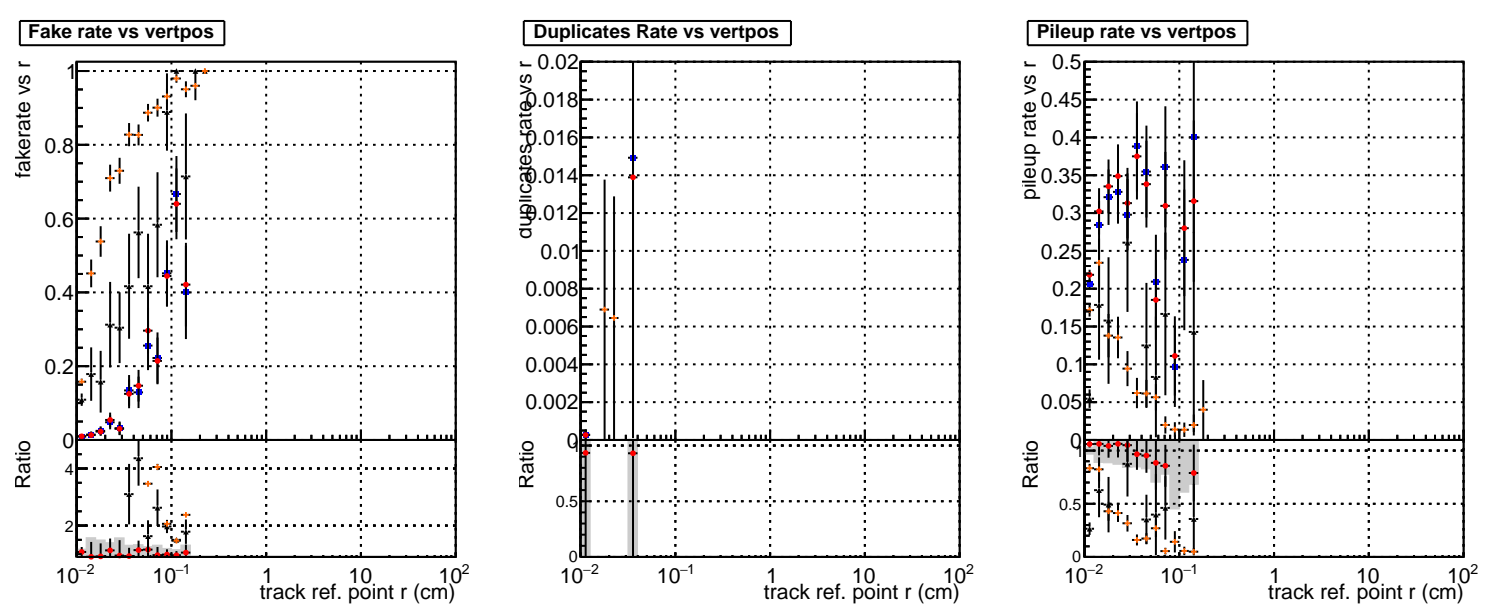 Fake rate vs vertpos
fakerate vs r
1
0.8
0.6
0.4
0.2
0
Ratio
4
2
10−2 10−1 1 10 102
track ref. point r (cm)
Duplicates Rate vs vertpos
duplicates rate vs r
0.02
0.018
0.016
0.014
0.012
0.01
0.008
0.006
0.004
0.002
0
Ratio
1
0.5
0
10−2 10−1 1 10 102
track ref. point r (cm)
Pileup rate vs vertpos
pileup rate vs r
0.5
0.45
0.4
0.35
0.3
0.25
0.2
0.15
0.1
0.05
0
Ratio
1
0.5
0
10−2 10−1 1 10 102
track ref. point r (cm)